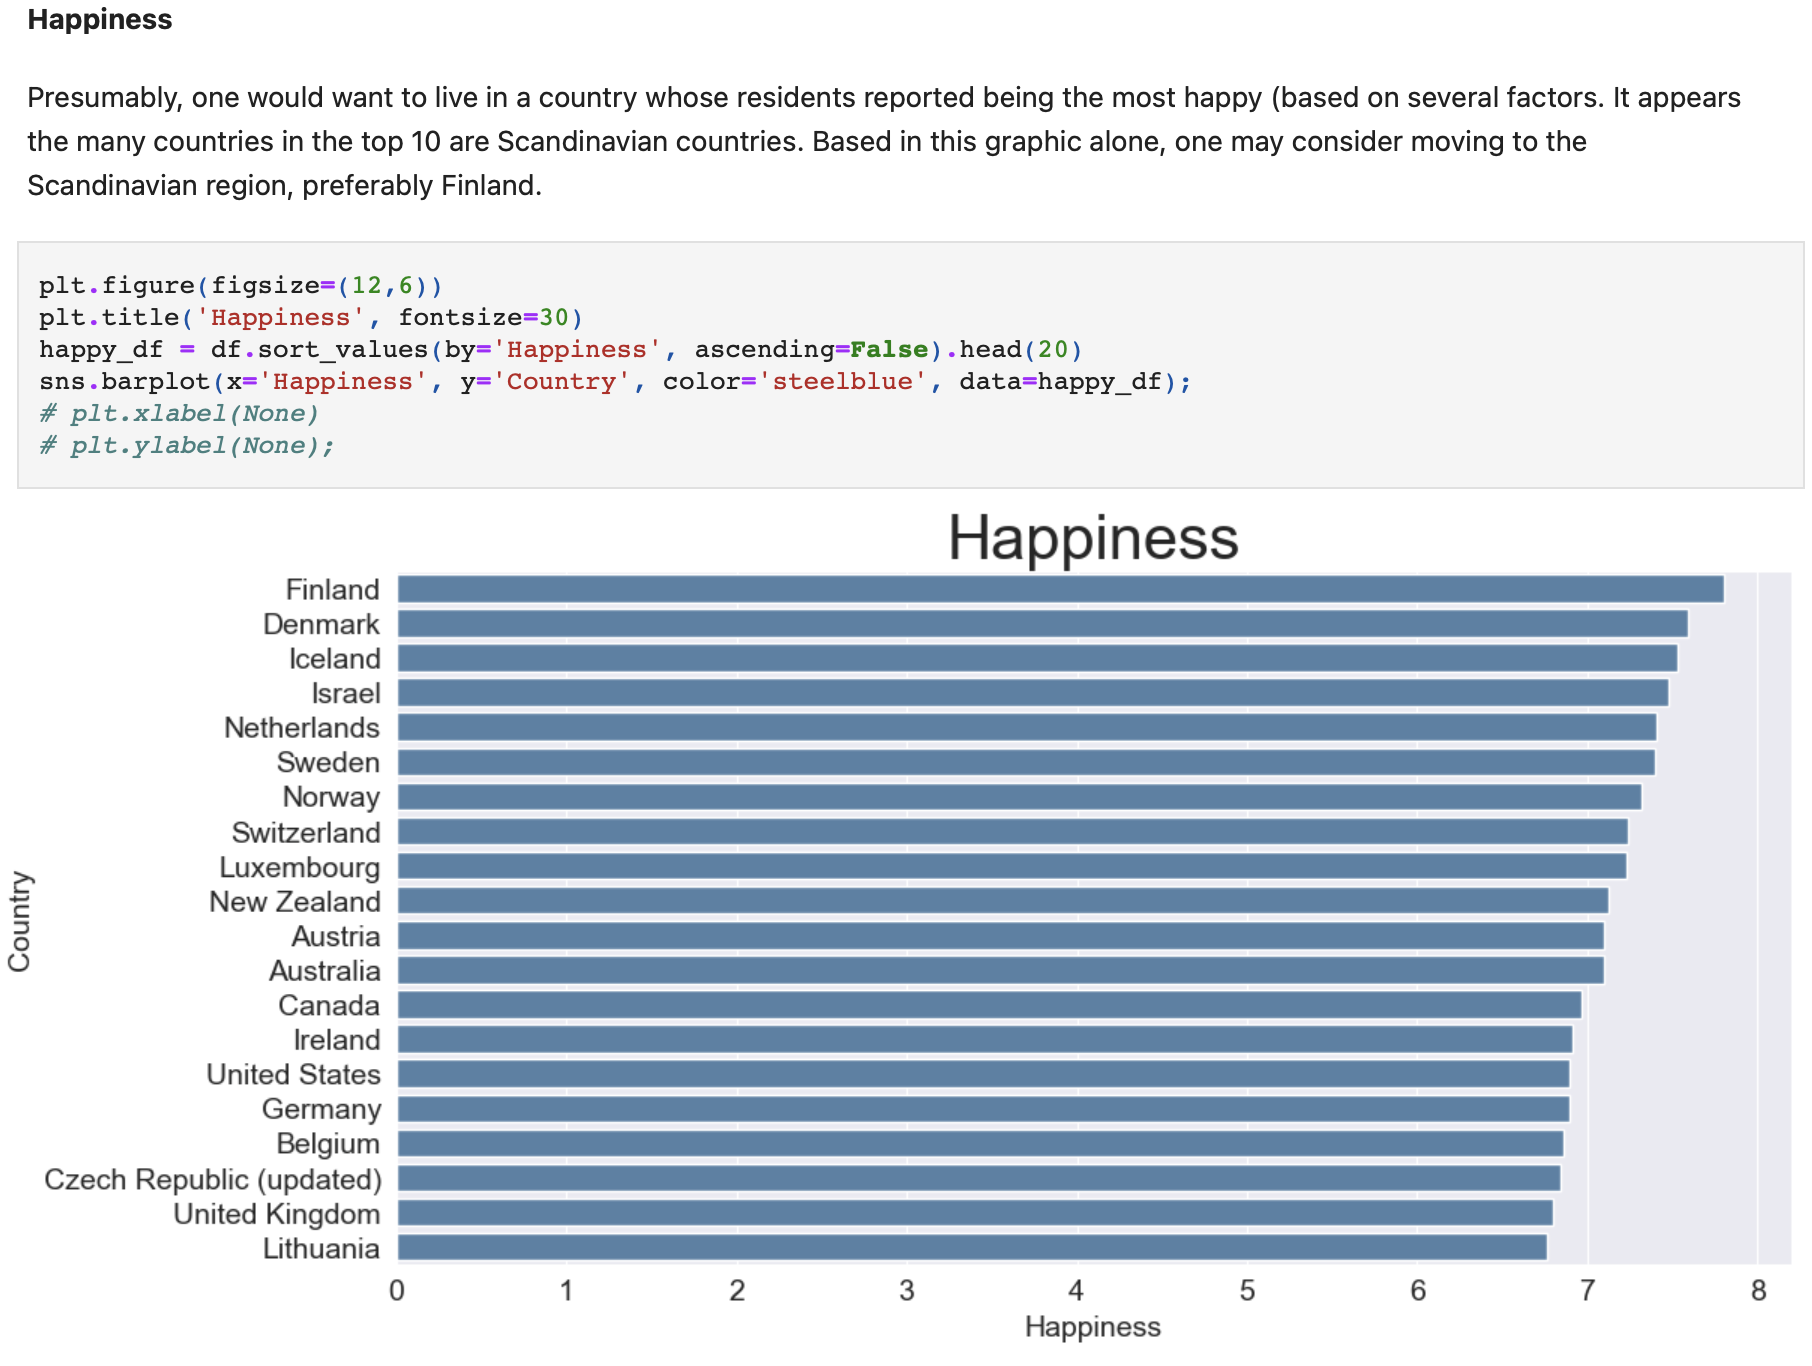 Happiness
Presumably, one would want to live in a country whose residents reported being the most happy (based on several factors. It appears
the many countries in the top 10 are Scandinavian countries. Based in this graphic alone, one may consider moving to the
Scandinavian region, preferably Finland.
plt.figure(figsize=(12,6))
plt.title('Happiness', fontsize=30)
happy_df = df.sort_values(by='Happiness', ascending=False).head(20)
sns.barplot(x='Happiness', y='Country', color='steelblue', data=happy_df);
# plt.xlabel(None)
# plt.ylabel(None);
Happiness
Finland
Denmark
Iceland
Israel
Netherlands
Sweden
Norway
Switzerland
Luxembourg
New Zealand
Austria
Australia
Canada
Ireland
United States
Germany
Belgium
Czech Republic (updated)
United Kingdom
Lithuania
Country
0 1 2 3 4 5 6 7 8
Happiness